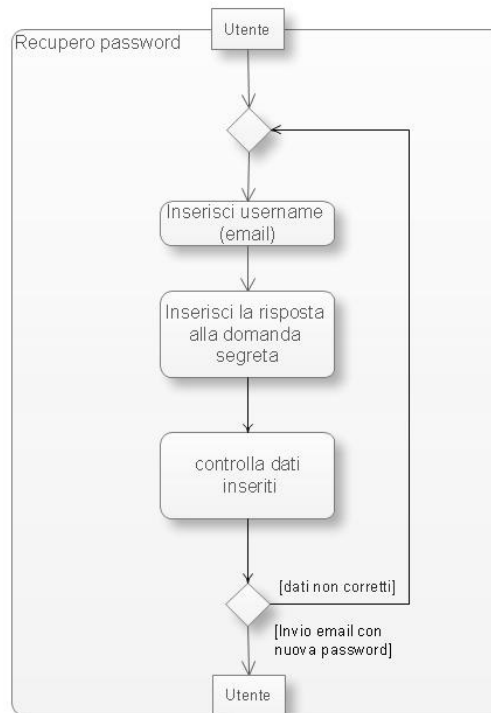 Utente
Recupero password
Inserisci username
(email)
Inserisci la risposta
alla domanda
segreta
controlla dati
inseriti
[dati non corretti]
[Invio email con
nuova password]
Utente